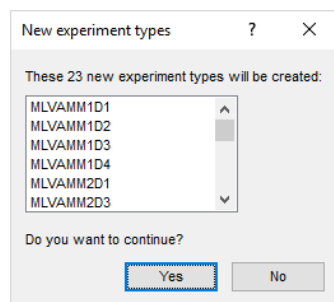 New experiment types ? ×
These 23 new experiment types will be created:
MLVAMM1D1
MLVAMM1D2
MLVAMM1D3
MLVAMM1D4
MLVAMM2D1
MLVAMM2D3
Do you want to continue?
Yes No